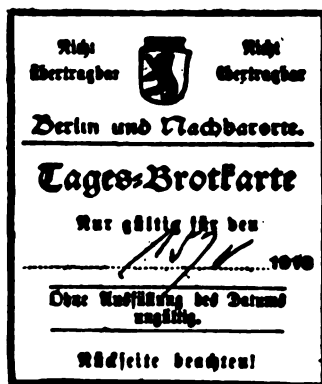 Nicht
Übertragbar
Nicht
Übertragbar
Berlin und Nachbarorte.
Tages-Brotkarte
Nur gültig für den
1918
Ohne Ausfüllung des Datums
ungültig.
Rückseite beachten!